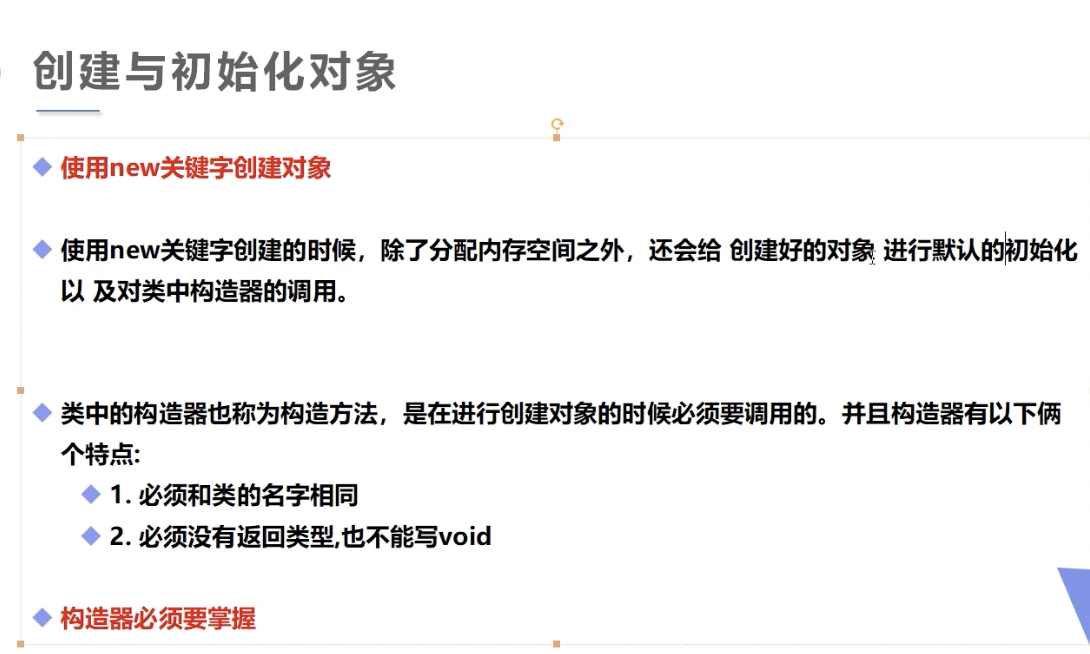 创建与初始化对象
使用new关键字创建对象
使用new关键字创建的时候，除了分配内存空间之外，还会给 创建好的对象 进行默认的初始化
以 及对类中构造器的调用。
类中的构造器也称为构造方法，是在进行创建对象的时候必须要调用的。并且构造器有以下俩
个特点:
1. 必须和类的名字相同
2. 必须没有返回类型,也不能写void
构造器必须要掌握